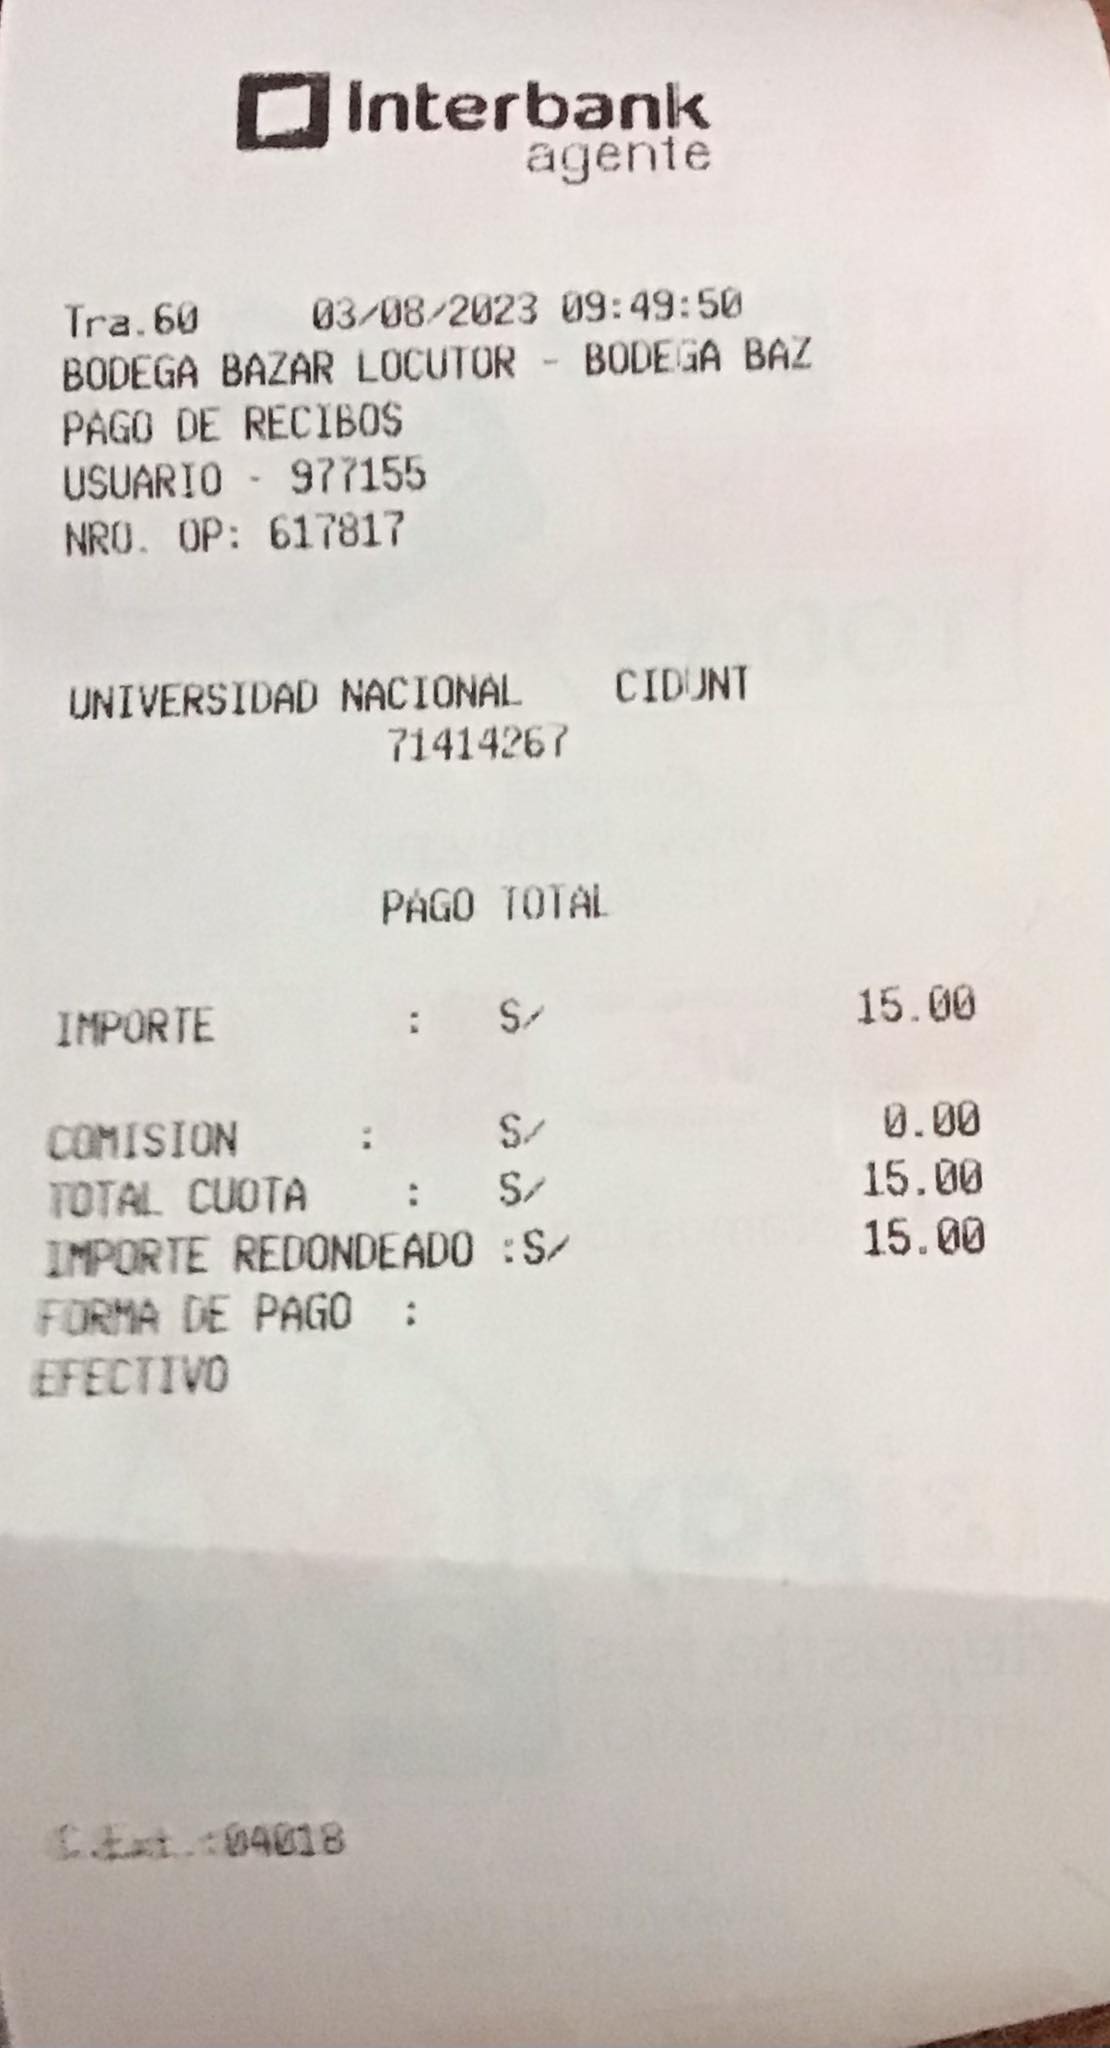 Interbank
agente
Tra.60 03/08/2023 09:49:50
BODEGA BAZAR LOCUTOR - BODEGA BAZ
PAGO DE RECIBOS
USUARIO - 977155
NRO. OP: 617817
UNIVERSIDAD NACIONAL CIDUNT
71414267
PAGO TOTAL
IMPORTE : S/ 15.00
COMISION : S/ 0.00
TOTAL CUOTA : S/ 15.00
IMPORTE REDONDEADO :S/ 15.00
FORMA DE PAGO :
EFECTIVO
C.Ext.:04018